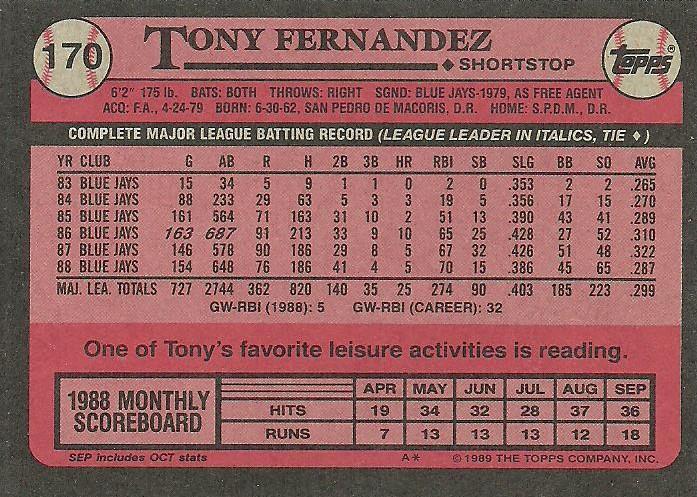 170
TONY FERNANDEZ
♦ SHORTSTOP
TOPPS®
6'2" 175 lb. BATS: BOTH THROWS: RIGHT SGND: BLUE JAYS-1979, AS FREE AGENT
ACQ: F.A., 4-24-79 BORN: 6-30-62, SAN PEDRO DE MACORIS, D.R. HOME: S.P.D.M., D.R.
COMPLETE MAJOR LEAGUE BATTING RECORD (LEAGUE LEADER IN ITALICS, TIE ♦)
YR CLUB G AB R H 2B 3B HR RBI SB SLG BB SO AVG
83 BLUE JAYS 15 34 5 9 1 1 0 2 0 .353 2 2 .265
84 BLUE JAYS 88 233 29 63 5 3 3 19 5 .356 17 15 .270
85 BLUE JAYS 161 564 71 163 31 10 2 51 13 .390 43 41 .289
86 BLUE JAYS 163 687 91 213 33 9 10 65 25 .428 27 52 .310
87 BLUE JAYS 146 578 90 186 29 8 5 67 32 .426 51 48 .322
88 BLUE JAYS 154 648 76 186 41 4 5 70 15 .386 45 65 .287
MAJ. LEA. TOTALS 727 2744 362 820 140 35 25 274 90 .403 185 223 .299
GW-RBI (1988): 5 GW-RBI (CAREER): 32
One of Tony's favorite leisure activities is reading.
1988 MONTHLY SCOREBOARD
APR MAY JUN JUL AUG SEP
HITS 19 34 32 28 37 36
RUNS 7 13 13 13 12 18
SEP includes OCT stats
A*
© 1989 THE TOPPS COMPANY, INC.